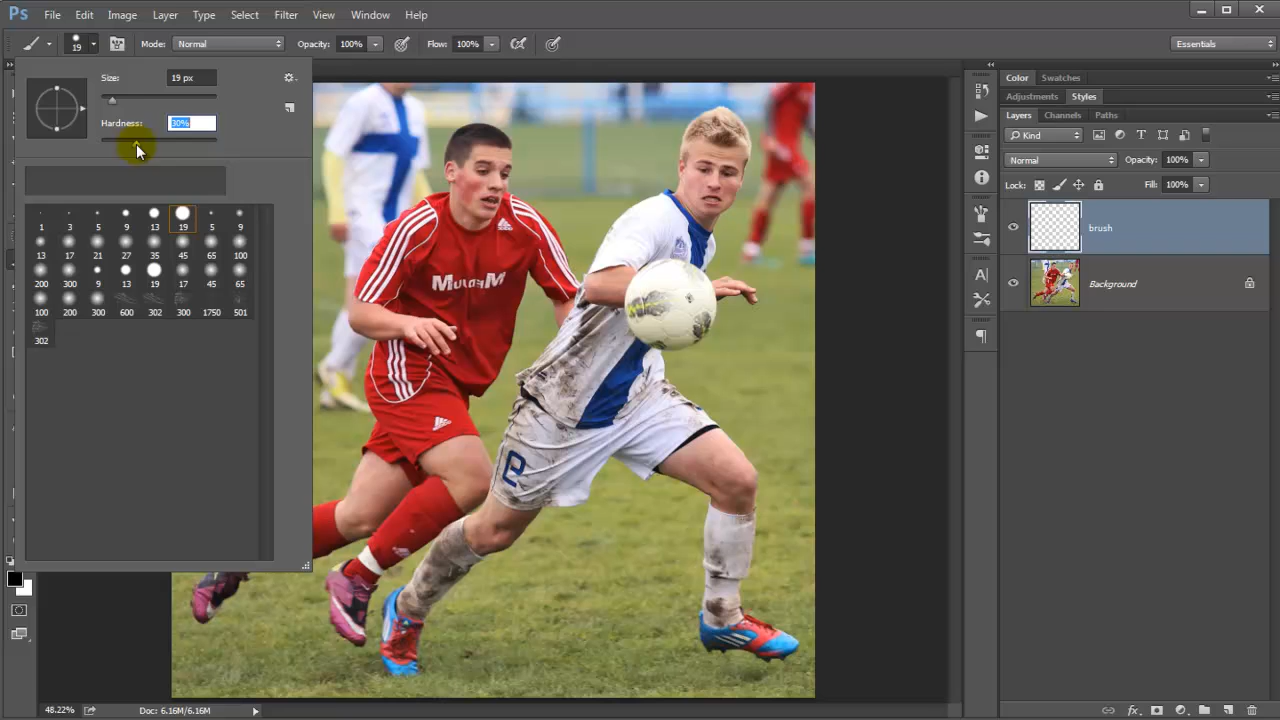 Ps File Edit Image Layer Type Select Filter View Window Help
19 Mode: Normal Opacity: 100% Flow: 100% Essentials
Size: 19 px
Hardness: 30%
1 3 5 9 13 19 5 9
13 17 21 27 35 45 65 100
200 300 9 13 19 17 45 65
100 200 300 600 302 300 1750 501
302
Color Swatches
Adjustments Styles
Layers Channels Paths
Kind
Normal Opacity: 100%
Lock: Fill: 100%
brush
Background
48.22% Doc: 6.16M/6.16M